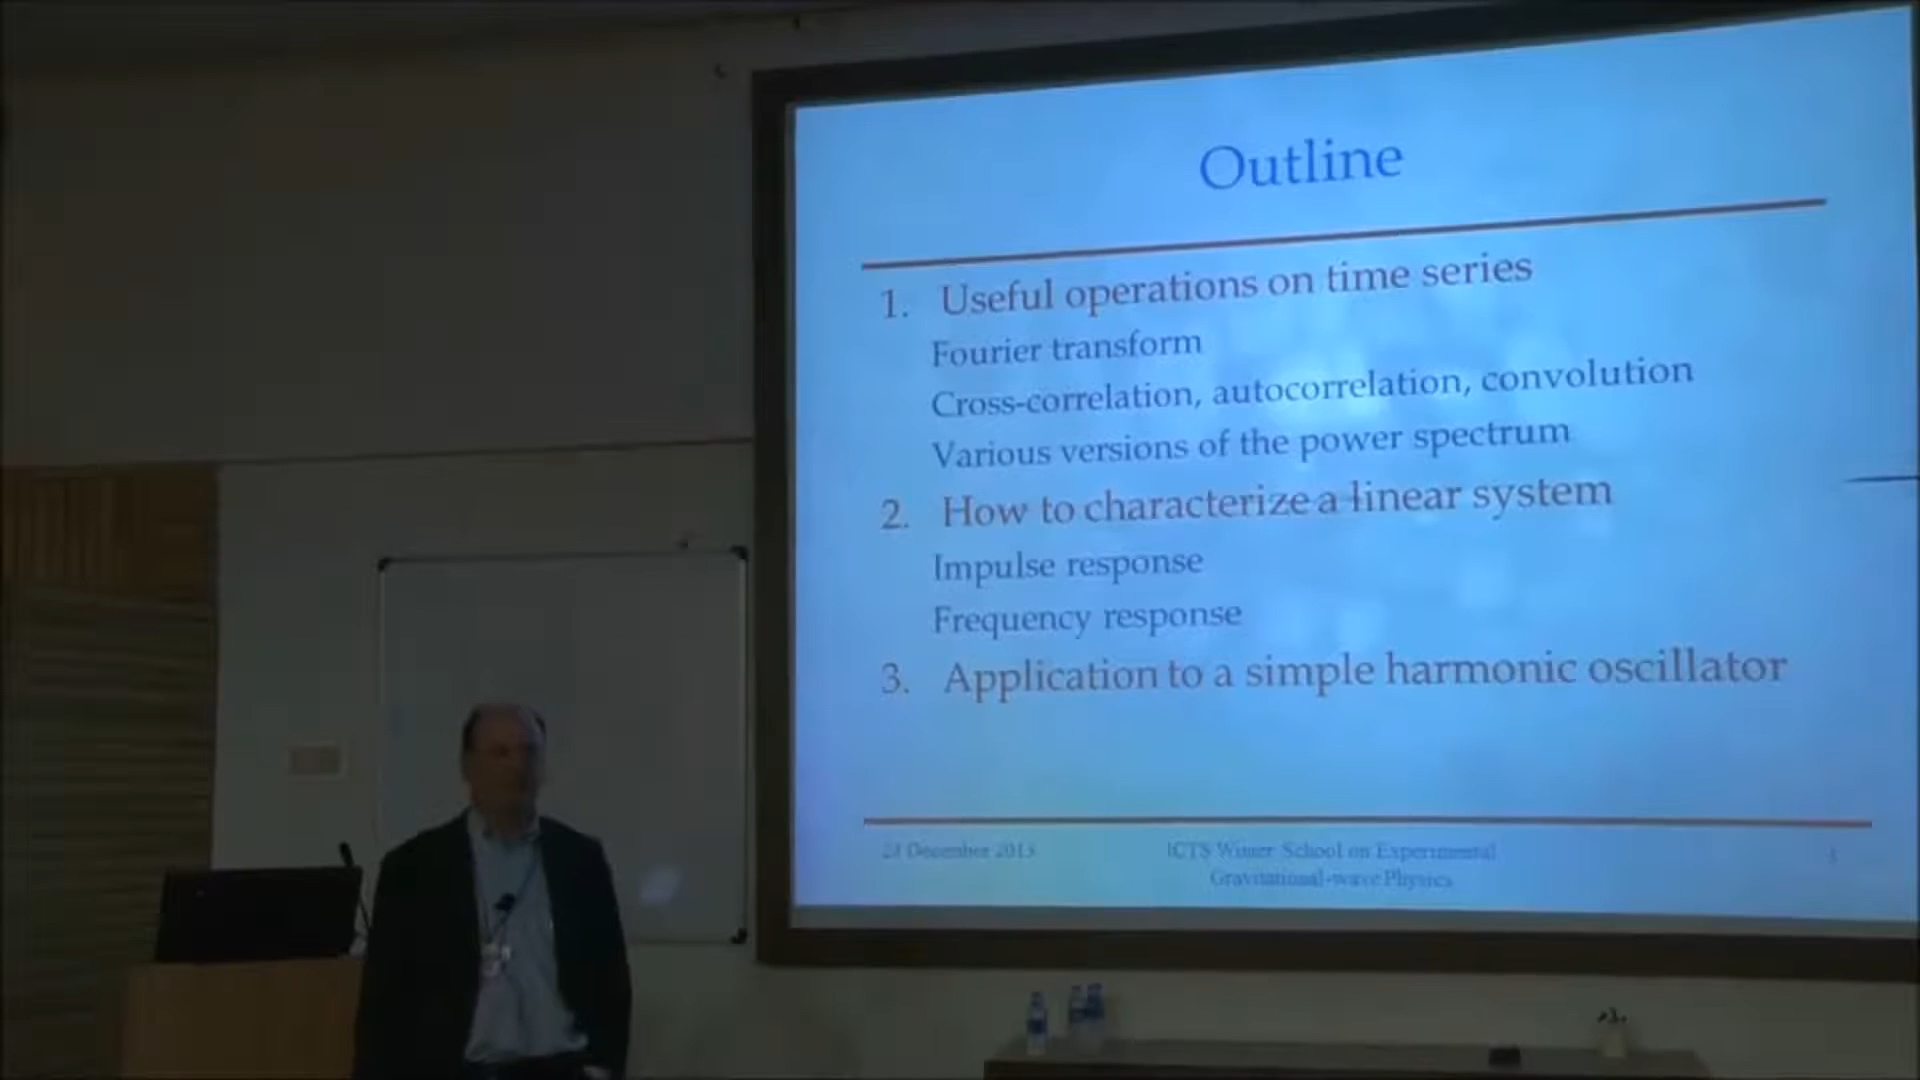 Outline
1. Useful operations on time series
Fourier transform
Cross-correlation, autocorrelation, convolution
Various versions of the power spectrum
2. How to characterize a linear system
Impulse response
Frequency response
3. Application to a simple harmonic oscillator
December 2013
ICTS Winter School on Experimental
Gravitational-wave Physics